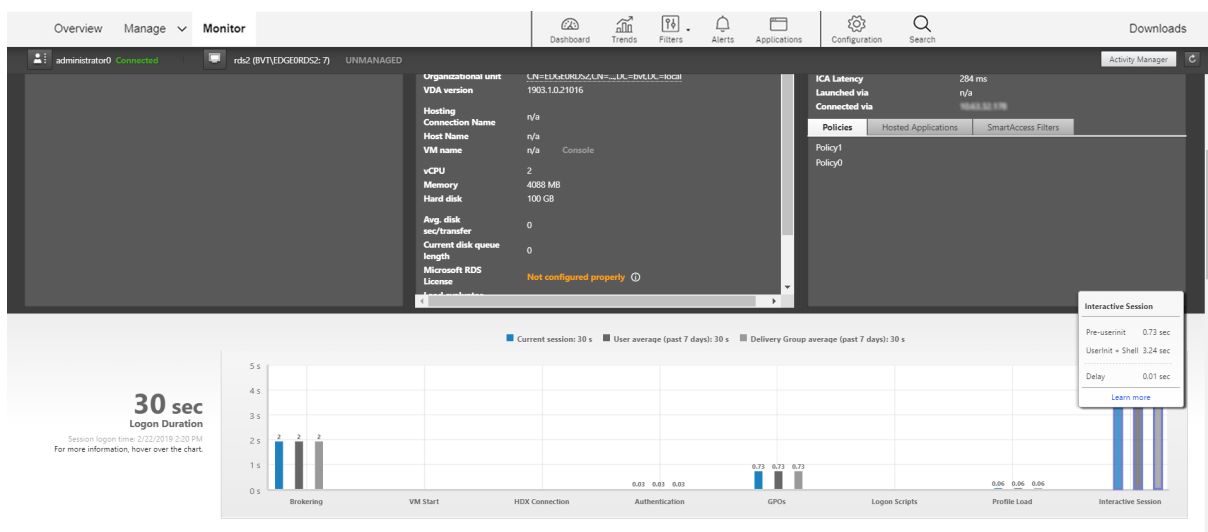 Overview Manage Monitor
Dashboard Trends Filters Alerts Applications Configuration Search
Downloads
administrator0 Connected
rds2 (BVT\EDGE0RDS2: 7) UNMANAGED
Activity Manager
Organizational unit CN=EDGE0RDS2,CN=...,DC=bvt,DC=local
VDA version 1903.1.0.21016
Hosting
Connection Name n/a
Host Name n/a
VM name n/a Console
vCPU 2
Memory 4088 MB
Hard disk 100 GB
Avg. disk
sec/transfer 0
Current disk queue
length 0
Microsoft RDS
License Not configured properly
ICA Latency 284 ms
Launched via n/a
Connected via
Policies Hosted Applications SmartAccess Filters
Policy1
Policy0
Interactive Session
Pre-userinit 0.73 sec
UserInit + Shell 3.24 sec
Delay 0.01 sec
Learn more
Current session: 30 s User average (past 7 days): 30 s Delivery Group average (past 7 days): 30 s
30 sec
Logon Duration
Session logon time: 2/22/2019 2:20 PM
For more information, hover over the chart.
5 s
4 s
3 s
2 s
1 s
0 s
2 2 2
0.03 0.03 0.03
0.73 0.73 0.73
0.06 0.06 0.06
Brokering VM Start HDX Connection Authentication GPOs Logon Scripts Profile Load Interactive Session